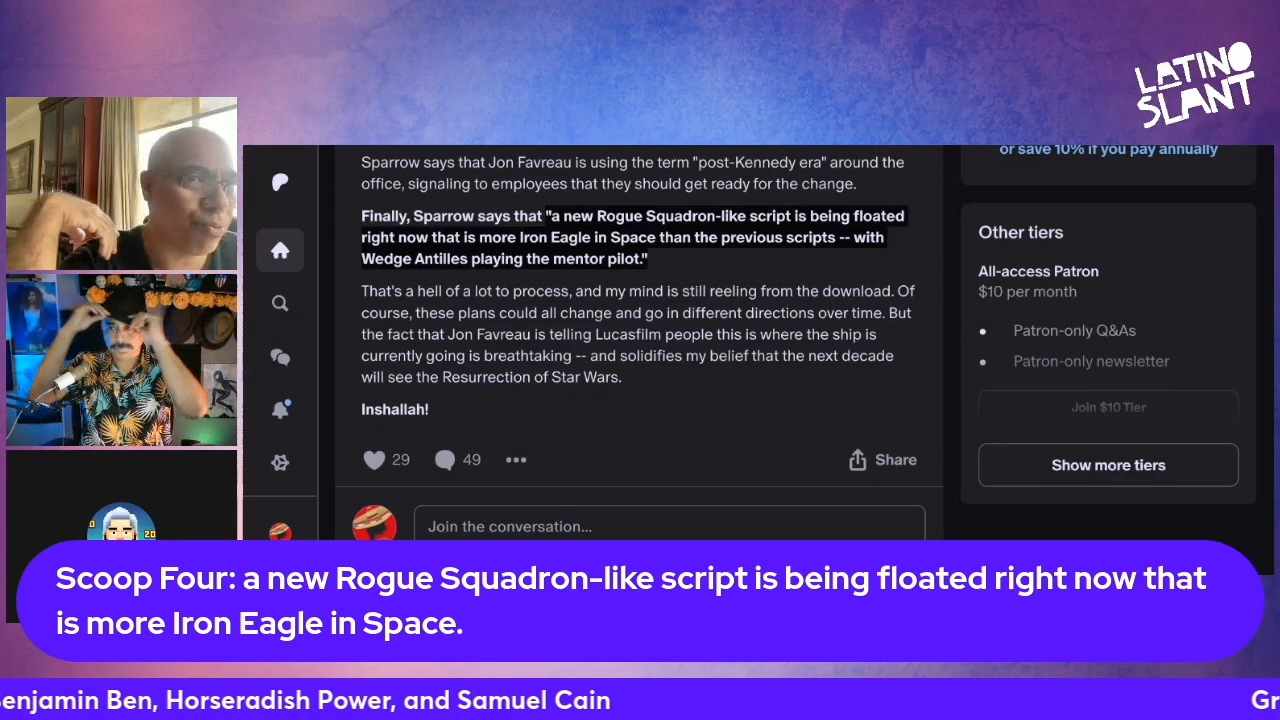 LATINO
SLANT
Sparrow says that Jon Favreau is using the term "post-Kennedy era" around the
office, signaling to employees that they should get ready for the change.
Finally, Sparrow says that "a new Rogue Squadron-like script is being floated
right now that is more Iron Eagle in Space than the previous scripts -- with
Wedge Antilles playing the mentor pilot."
That's a hell of a lot to process, and my mind is still reeling from the download. Of
course, these plans could all change and go in different directions over time. But
the fact that Jon Favreau is telling Lucasfilm people this is where the ship is
currently going is breathtaking -- and solidifies my belief that the next decade
will see the Resurrection of Star Wars.
Inshallah!
29
49
Share
Join the conversation...
or save 10% if you pay annually
Other tiers
All-access Patron
$10 per month
Patron-only Q&As
Patron-only newsletter
Join $10 Tier
Show more tiers
0
20
Scoop Four: a new Rogue Squadron-like script is being floated right now that
is more Iron Eagle in Space.
enjamin Ben, Horseradish Power, and Samuel Cain
Gr